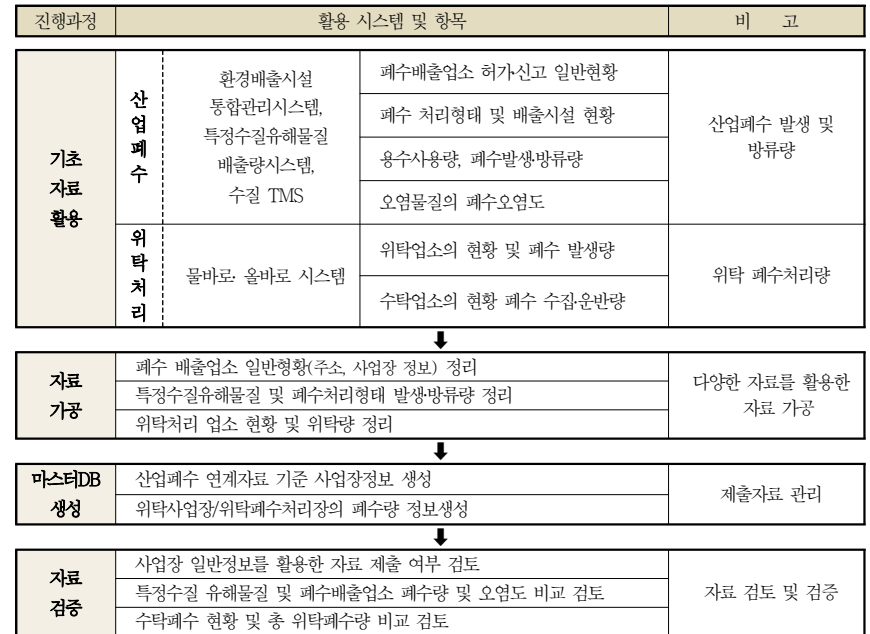 진행과정 활용 시스템 및 항목 비 고
기초
자료
활용
산
업
폐
수
환경배출시설
통합관리시스템,
특정수질유해물질
배출량시스템,
수질 TMS
폐수배출업소 허가·신고 일반현황
폐수 처리형태 및 배출시설 현황
용수사용량, 폐수발생·방류량
오염물질의 폐수오염도
산업폐수 발생 및
방류량
위
탁
처
리
물바로· 올바로 시스템
위탁업소의 현황 및 폐수 발생량
수탁업소의 현황 폐수 수집·운반량
위탁 폐수처리량
자료
가공
폐수 배출업소 일반형황(주소, 사업장 정보) 정리
특정수질유해물질 및 폐수처리형태 발생·방류량 정리
위탁처리 업소 현황 및 위탁량 정리
다양한 자료를 활용한
자료 가공
마스터DB
생성
산업폐수 연계자료 기준 사업장정보 생성
위탁사업장/위탁폐수처리장의 폐수량 정보생성
제출자료 관리
자료
검증
사업장 일반정보를 활용한 자료 제출 여부 검토
특정수질 유해물질 및 폐수배출업소 폐수량 및 오염도 비교 검토
수탁폐수 현황 및 총 위탁폐수량 비교 검토
자료 검토 및 검증